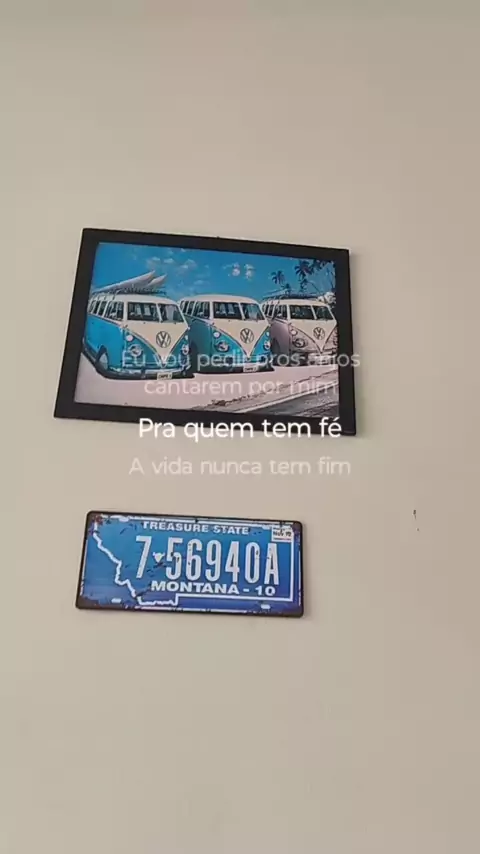 Eu vou pedir pros anjos
cantarem por mim
Pra quem tem fé
A vida nunca tem fim
TREASURE STATE
7-56940A
MONTANA - 10